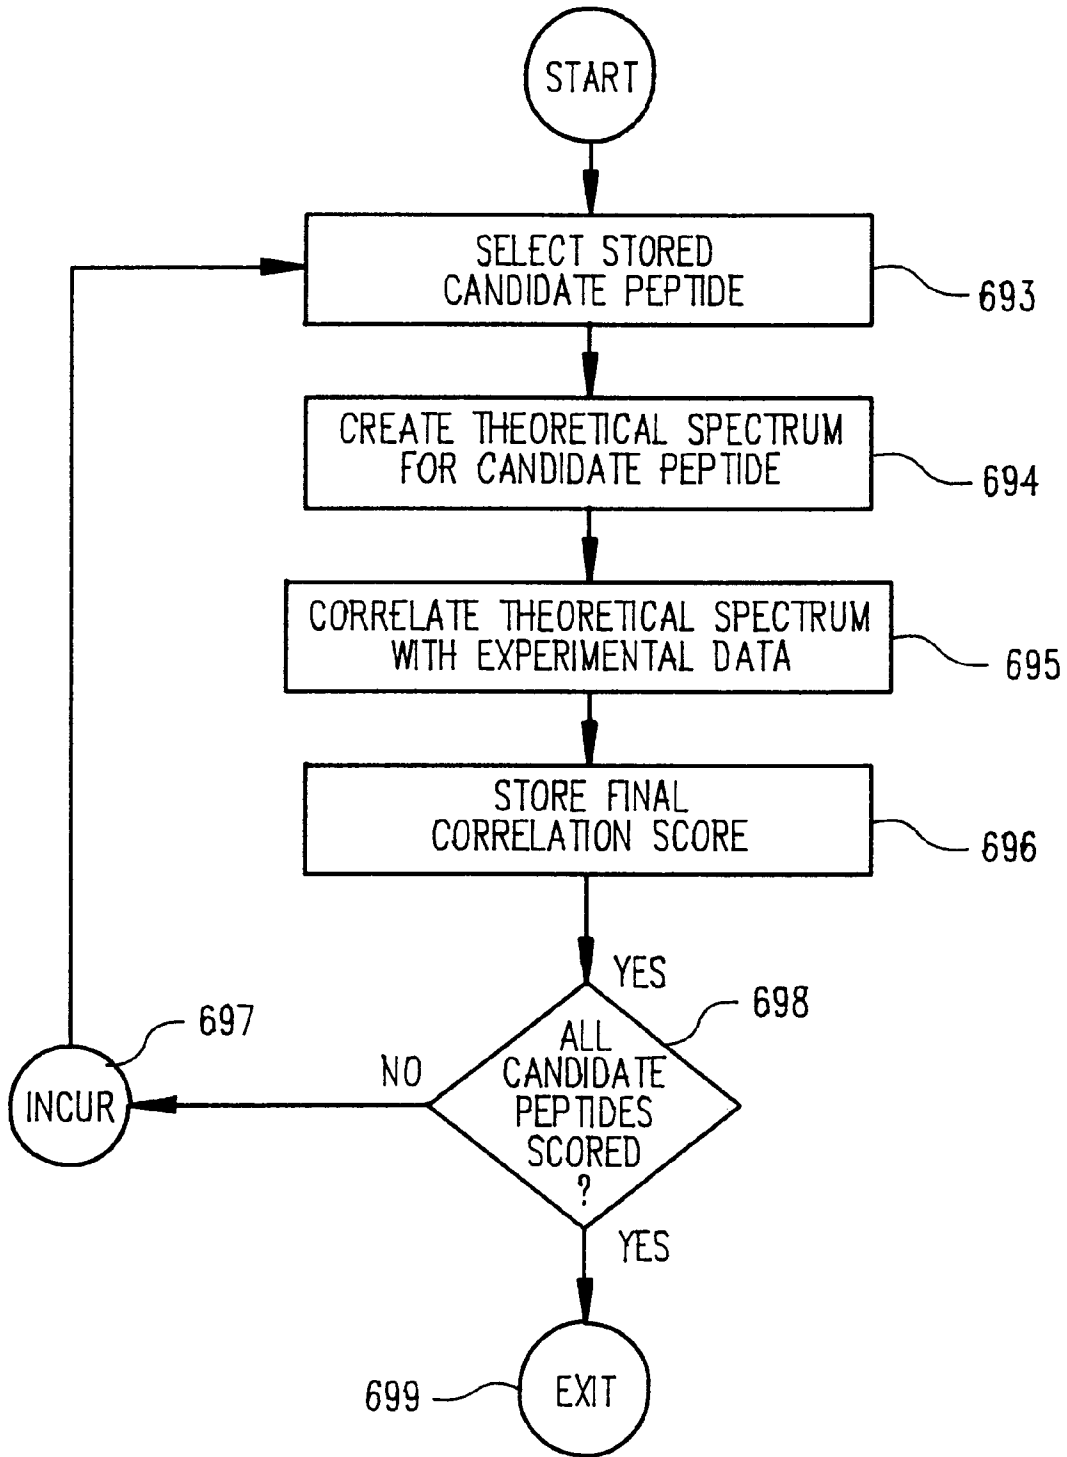 START
SELECT STORED
CANDIDATE PEPTIDE
693
CREATE THEORETICAL SPECTRUM
FOR CANDIDATE PEPTIDE
694
CORRELATE THEORETICAL SPECTRUM
WITH EXPERIMENTAL DATA
695
STORE FINAL
CORRELATION SCORE
696
YES
698
ALL
CANDIDATE
PEPTIDES
SCORED
?
NO
697
INCUR
YES
EXIT
699